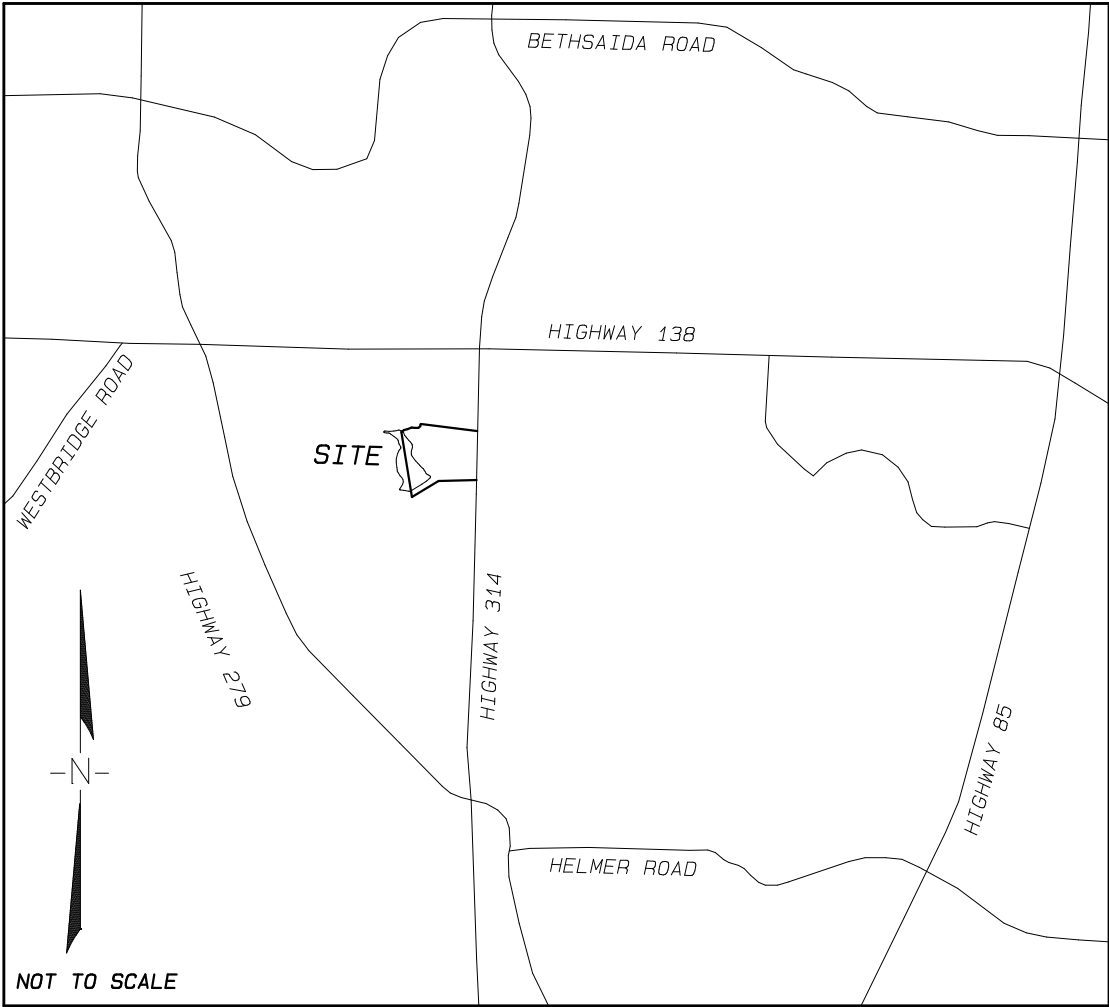 BETHSAIDA ROAD
HIGHWAY 138
WESTBRIDGE ROAD
SITE
HIGHWAY 279
HIGHWAY 314
HIGHWAY 85
-N-
HELMER ROAD
NOT TO SCALE